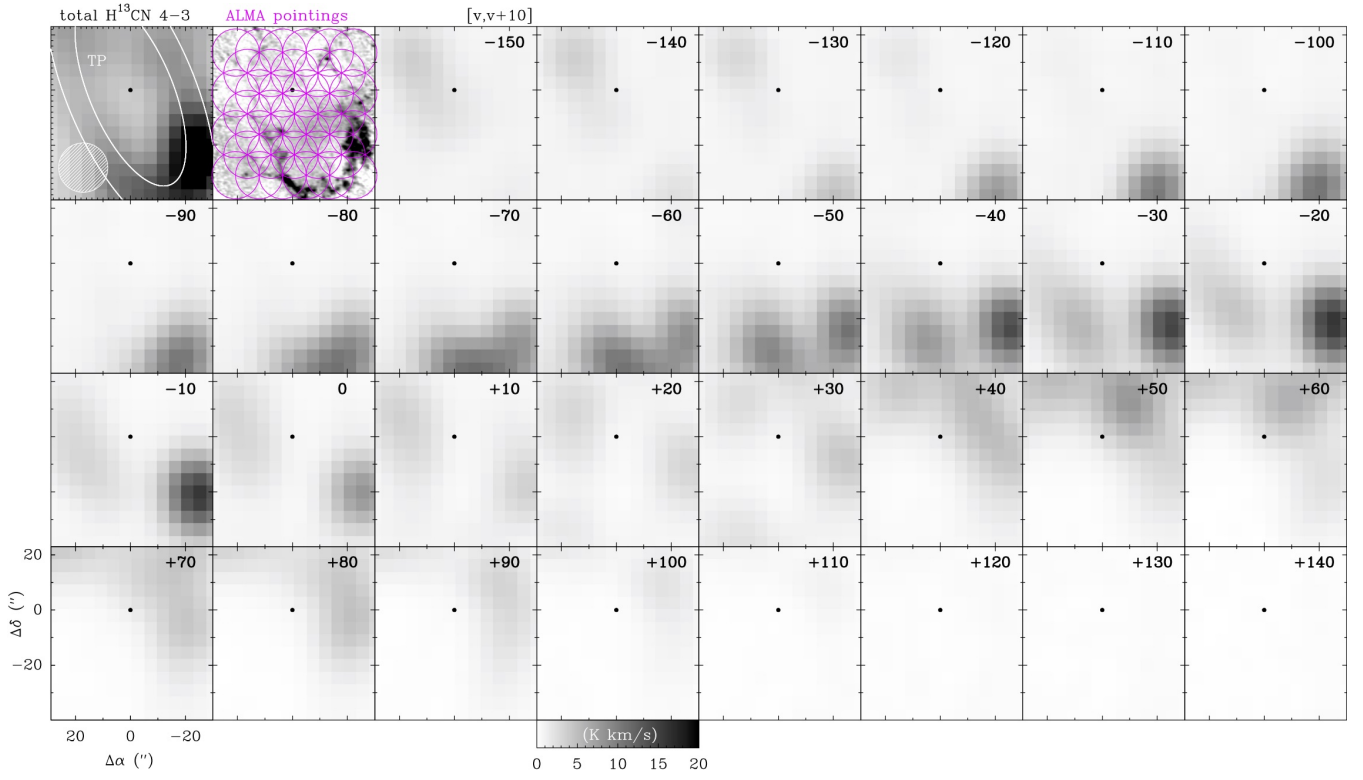 total H¹³CN 4−3 ALMA pointings [v,v+10]
TP −150 −140 −130 −120 −110 −100
−90 −80 −70 −60 −50 −40 −30 −20
−10 0 +10 +20 +30 +40 +50 +60
20 +70 +80 +90 +100 +110 +120 +130 +140
Δδ (″) 0
−20
20 0 −20
Δα (″)
(K km/s)
0 5 10 15 20